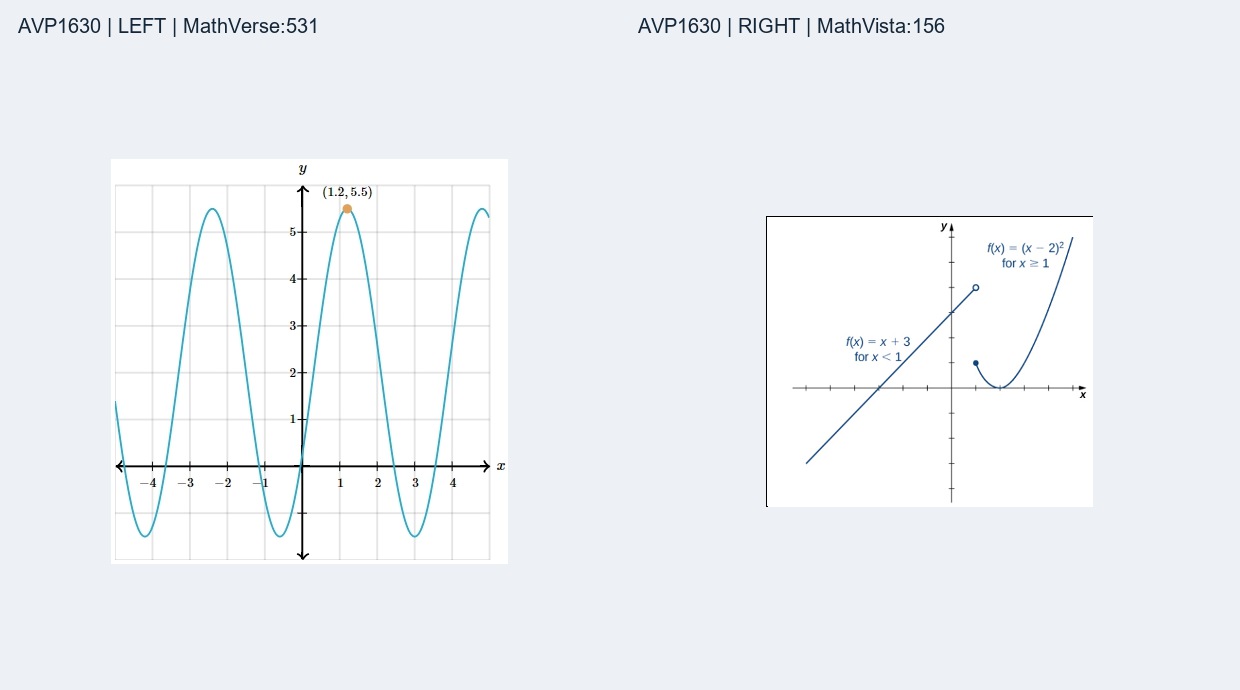 AVP1630 | LEFT | MathVerse:531
AVP1630 | RIGHT | MathVista:156
y
(1.2, 5.5)
5
4
3
2
1
x
−4 −3 −2 −1 1 2 3 4
y
f(x) = (x − 2)²
for x ≥ 1
f(x) = x + 3
for x < 1
x